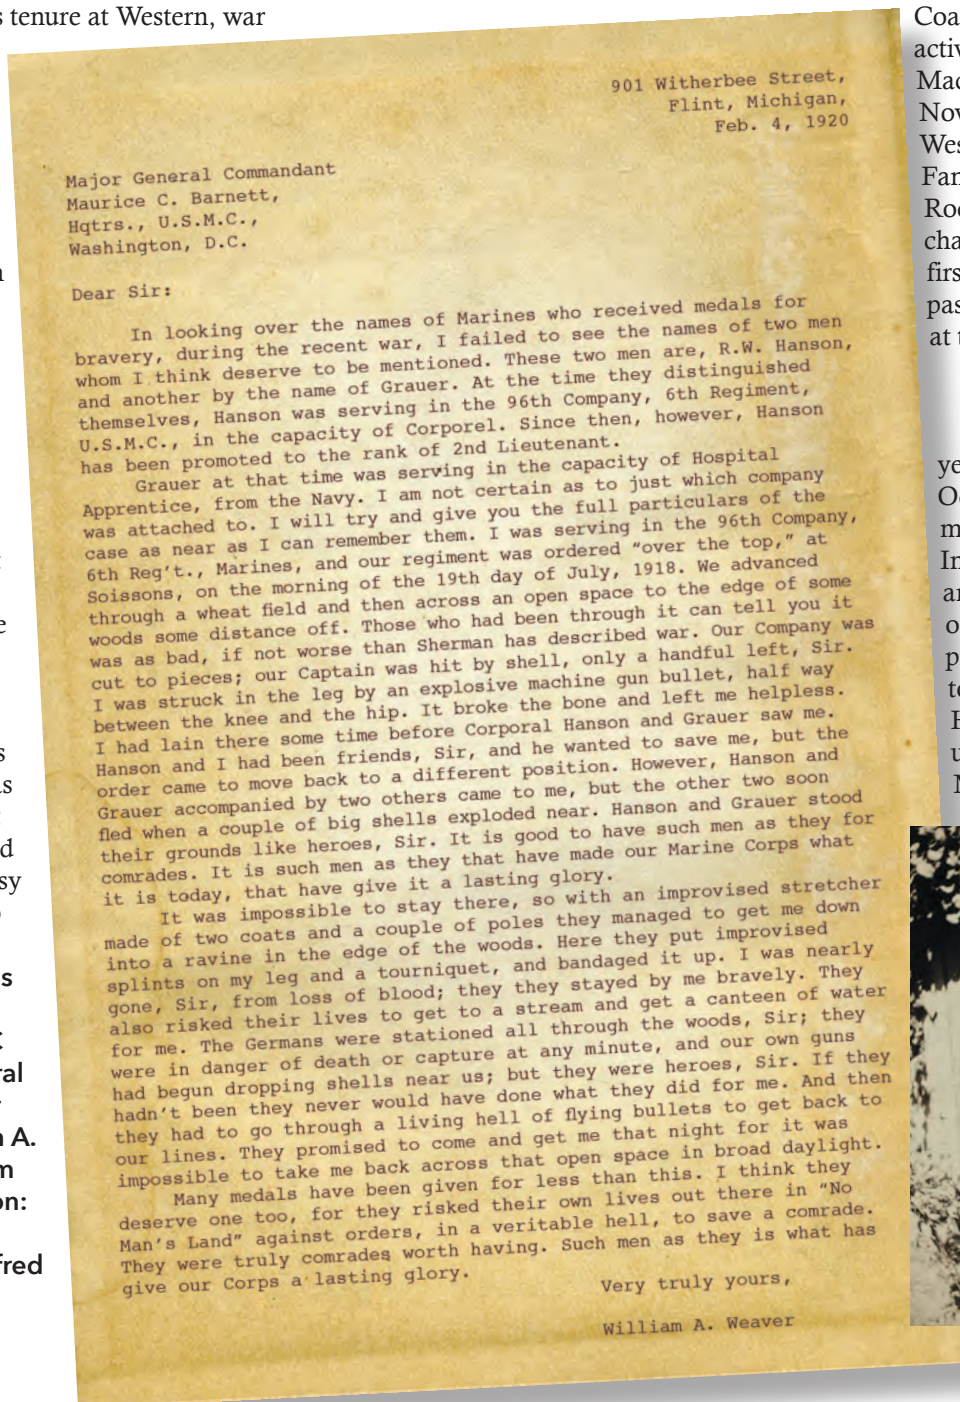 s tenure at Western, war
901 Witherbee Street,
Flint, Michigan,
Feb. 4, 1920
Major General Commandant
Maurice C. Barnett,
Hqtrs., U.S.M.C.,
Washington, D.C.
Dear Sir:
In looking over the names of Marines who received medals for
bravery, during the recent war, I failed to see the names of two men
whom I think deserve to be mentioned. These two men are, R.W. Hanson,
and another by the name of Grauer. At the time they distinguished
themselves, Hanson was serving in the 96th Company, 6th Regiment,
U.S.M.C., in the capacity of Corporel. Since then, however, Hanson
has been promoted to the rank of 2nd Lieutenant.
Grauer at that time was serving in the capacity of Hospital
Apprentice, from the Navy. I am not certain as to just which company
was attached to. I will try and give you the full particulars of the
case as near as I can remember them. I was serving in the 96th Company,
6th Reg't., Marines, and our regiment was ordered "over the top," at
Soissons, on the morning of the 19th day of July, 1918. We advanced
through a wheat field and then across an open space to the edge of some
woods some distance off. Those who had been through it can tell you it
was as bad, if not worse than Sherman has described war. Our Company was
cut to pieces; our Captain was hit by shell, only a handful left, Sir.
I was struck in the leg by an explosive machine gun bullet, half way
between the knee and the hip. It broke the bone and left me helpless.
I had lain there some time before Corporal Hanson and Grauer saw me.
Hanson and I had been friends, Sir, and he wanted to save me, but the
order came to move back to a different position. However, Hanson and
Grauer accompanied by two others came to me, but the other two soon
fled when a couple of big shells exploded near. Hanson and Grauer stood
their grounds like heroes, Sir. It is good to have such men as they for
comrades. It is such men as they that have made our Marine Corps what
it is today, that have give it a lasting glory.
It was impossible to stay there, so with an improvised stretcher
made of two coats and a couple of poles they managed to get me down
into a ravine in the edge of the woods. Here they put improvised
splints on my leg and a tourniquet, and bandaged it up. I was nearly
gone, Sir, from loss of blood; they they stayed by me bravely. They
also risked their lives to get to a stream and get a canteen of water
for me. The Germans were stationed all through the woods, Sir; they
were in danger of death or capture at any minute, and our own guns
had begun dropping shells near us; but they were heroes, Sir. If they
hadn't been they never would have done what they did for me. And then
they had to go through a living hell of flying bullets to get back to
our lines. They promised to come and get me that night for it was
impossible to take me back across that open space in broad daylight.
Many medals have been given for less than this. I think they
deserve one too, for they risked their own lives out there in "No
Man's Land" against orders, in a veritable hell, to save a comrade.
They were truly comrades worth having. Such men as they is what has
give our Corps a lasting glory.
Very truly yours,
William A. Weaver